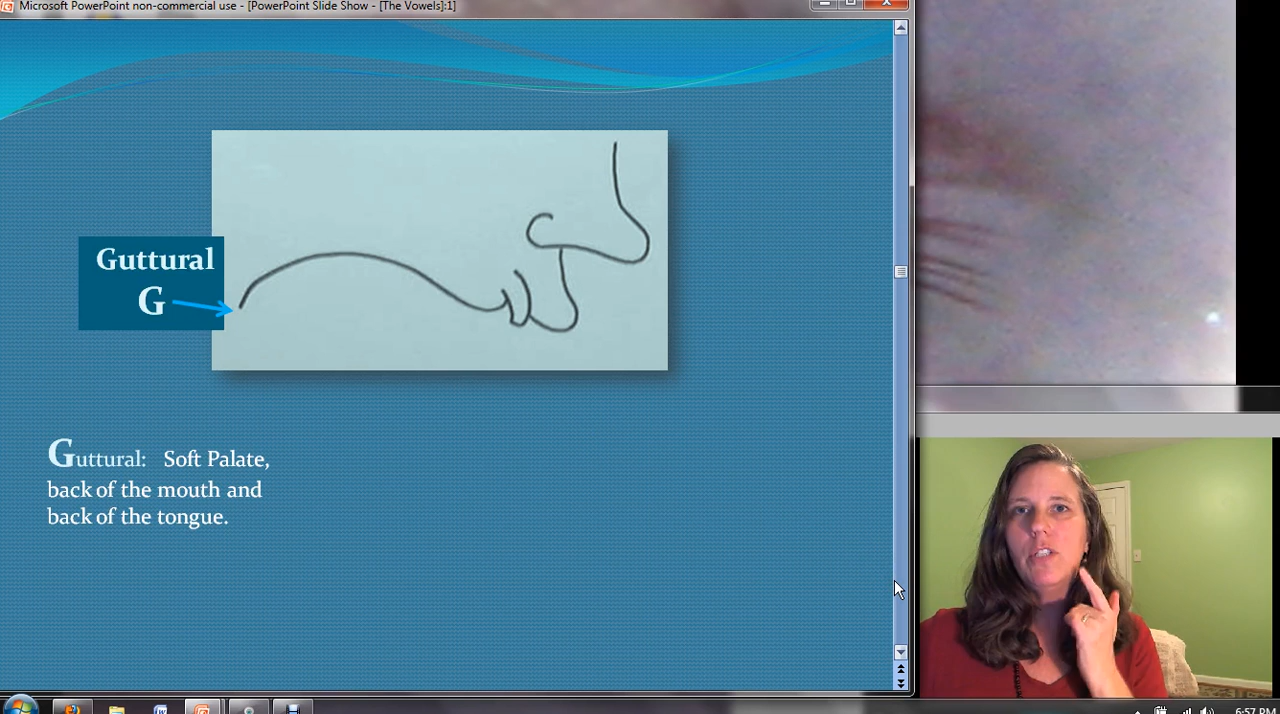 Microsoft PowerPoint non-commercial use - [PowerPoint Slide Show - [The Vowels]:1]
Guttural
G
Guttural: Soft Palate,
back of the mouth and
back of the tongue.
6:57 PM